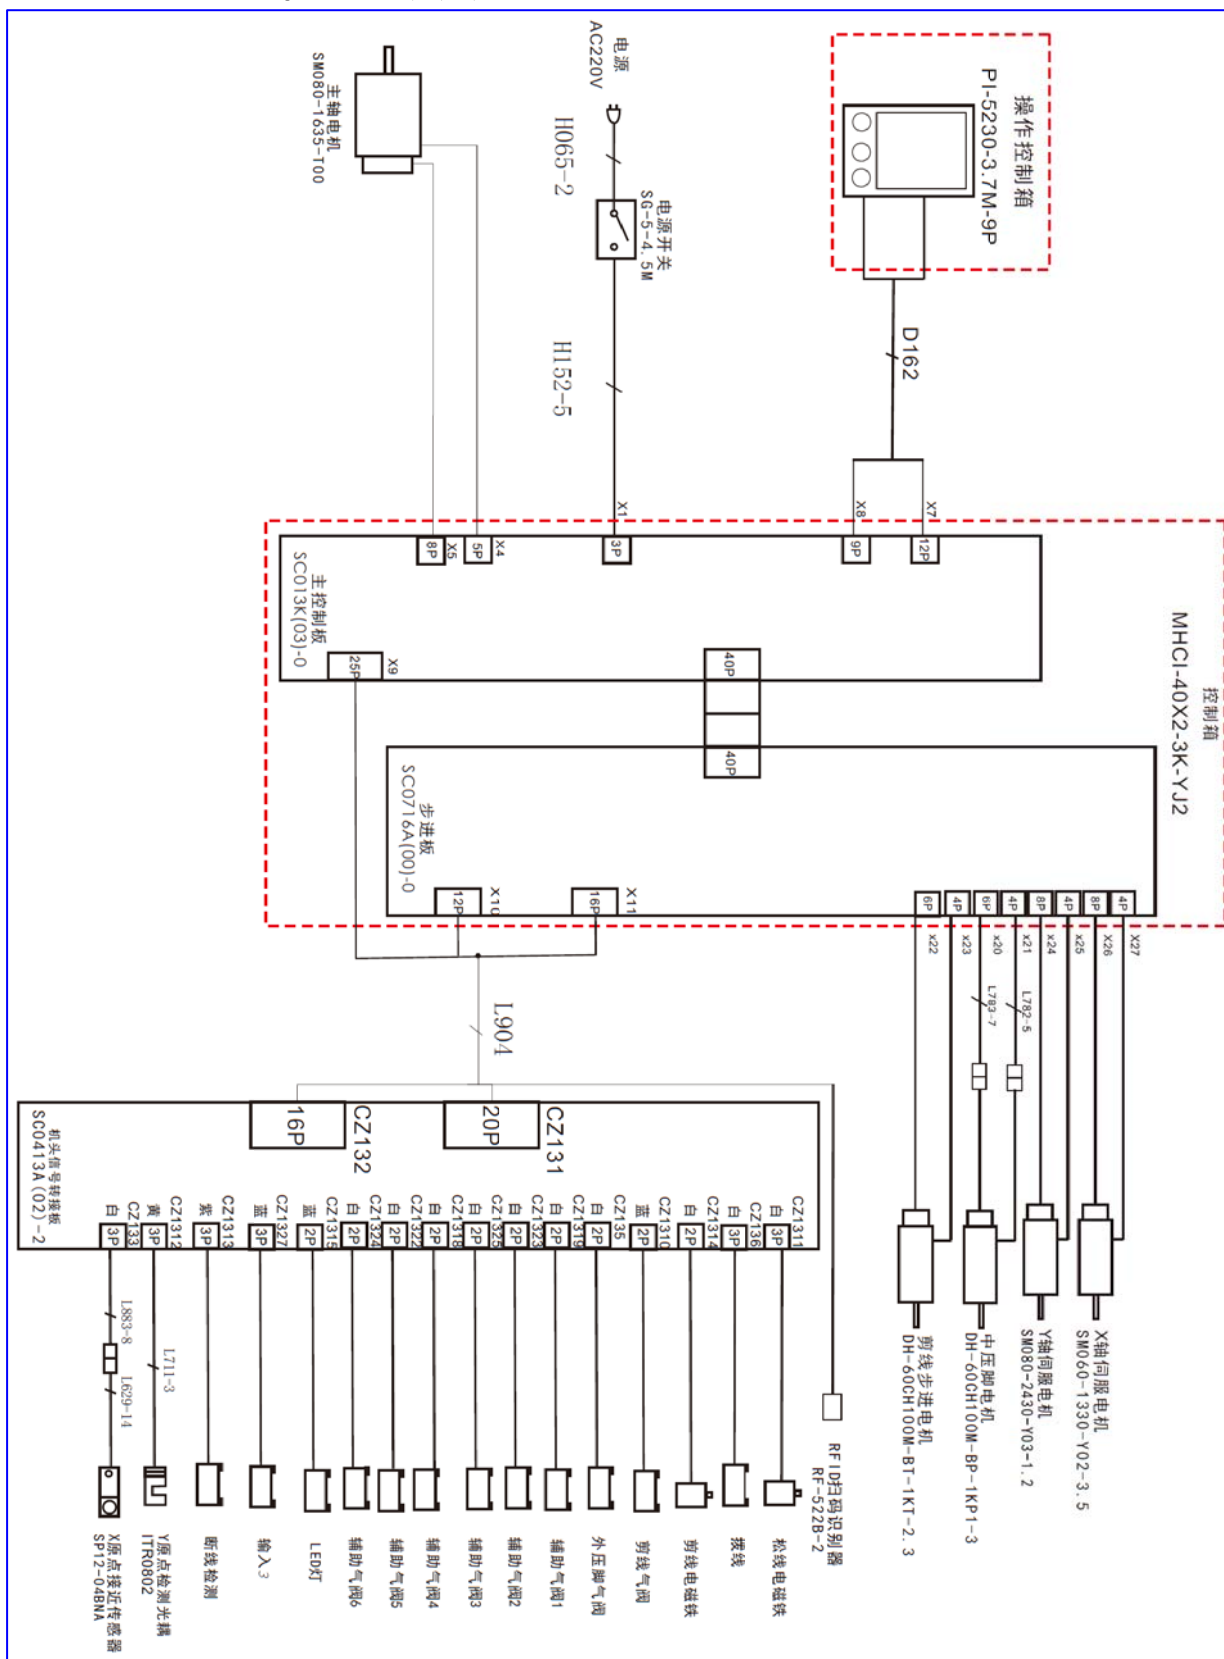 操作控制箱
PI-5230-3.7M-9P
D162
电源
AC220V
H065-2
电源开关
SG-5-4.5M
H152-5
主轴电机
SM080-1635-T00
控制箱
MHCI-40X2-3K-YJ2
X7
12P
X8
9P
X1
3P
X4
5P
X5
8P
主控制板
SC013K(03)-0
X9
25P
40P
40P
步进板
SC0716A(00)-0
X11
16P
X10
12P
X27
4P
X26
8P
x25
4P
x24
8P
x21
4P
x20
6P
x23
4P
x22
6P
L782-5
L783-7
X轴伺服电机
SM060-1330-Y02-3.5
Y轴伺服电机
SM080-2430-Y03-1.2
中压脚电机
DH-60CH100M-BP-1KP1-3
剪线步进电机
DH-60CH100M-BT-1KT-2.3
L904
CZ131
20P
CZ132
16P
机头信号转接板
SC0413A(02)-2
RFID扫码识别器
RF-522B-2
CZ1311
白
3P
松线电磁铁
CZ136
白
3P
拨线
CZ1314
白
2P
剪线电磁铁
CZ1310
蓝
2P
剪线气阀
CZ135
白
2P
外压脚气阀
CZ1319
白
2P
辅助气阀1
CZ1323
白
2P
辅助气阀2
CZ1325
白
2P
辅助气阀3
CZ1318
白
2P
辅助气阀4
CZ1322
白
2P
辅助气阀5
CZ1324
白
2P
辅助气阀6
CZ1315
蓝
2P
LED灯
CZ1327
蓝
3P
输入3
CZ1313
紫
3P
断线检测
CZ1312
黄
3P
L711-3
Y原点检测光耦
ITR0802
CZ133
白
3P
L883-8
L629-14
X原点接近传感器
SP12-04BNA